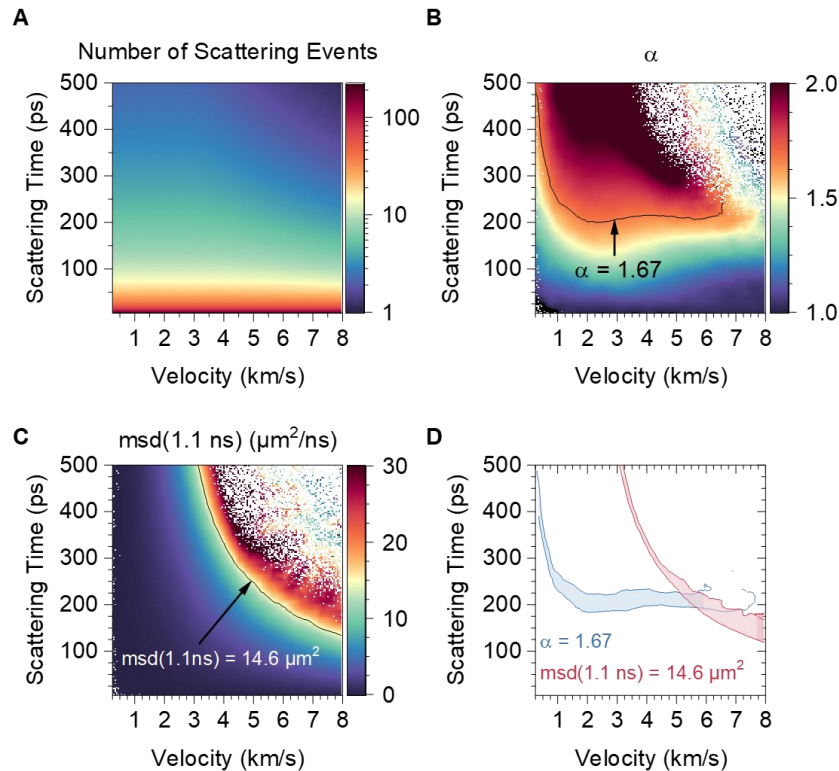 A
Number of Scattering Events
Scattering Time (ps)
500
400
300
200
100
1 2 3 4 5 6 7 8
Velocity (km/s)
100
10
1
B
α
Scattering Time (ps)
500
400
300
200
100
α = 1.67
1 2 3 4 5 6 7 8
Velocity (km/s)
2.0
1.5
1.0
C
msd(1.1 ns) (µm²/ns)
Scattering Time (ps)
500
400
300
200
100
msd(1.1ns) = 14.6 µm²
1 2 3 4 5 6 7 8
Velocity (km/s)
30
20
10
0
D
Scattering Time (ps)
500
400
300
200
100
α = 1.67
msd(1.1 ns) = 14.6 µm²
1 2 3 4 5 6 7 8
Velocity (km/s)